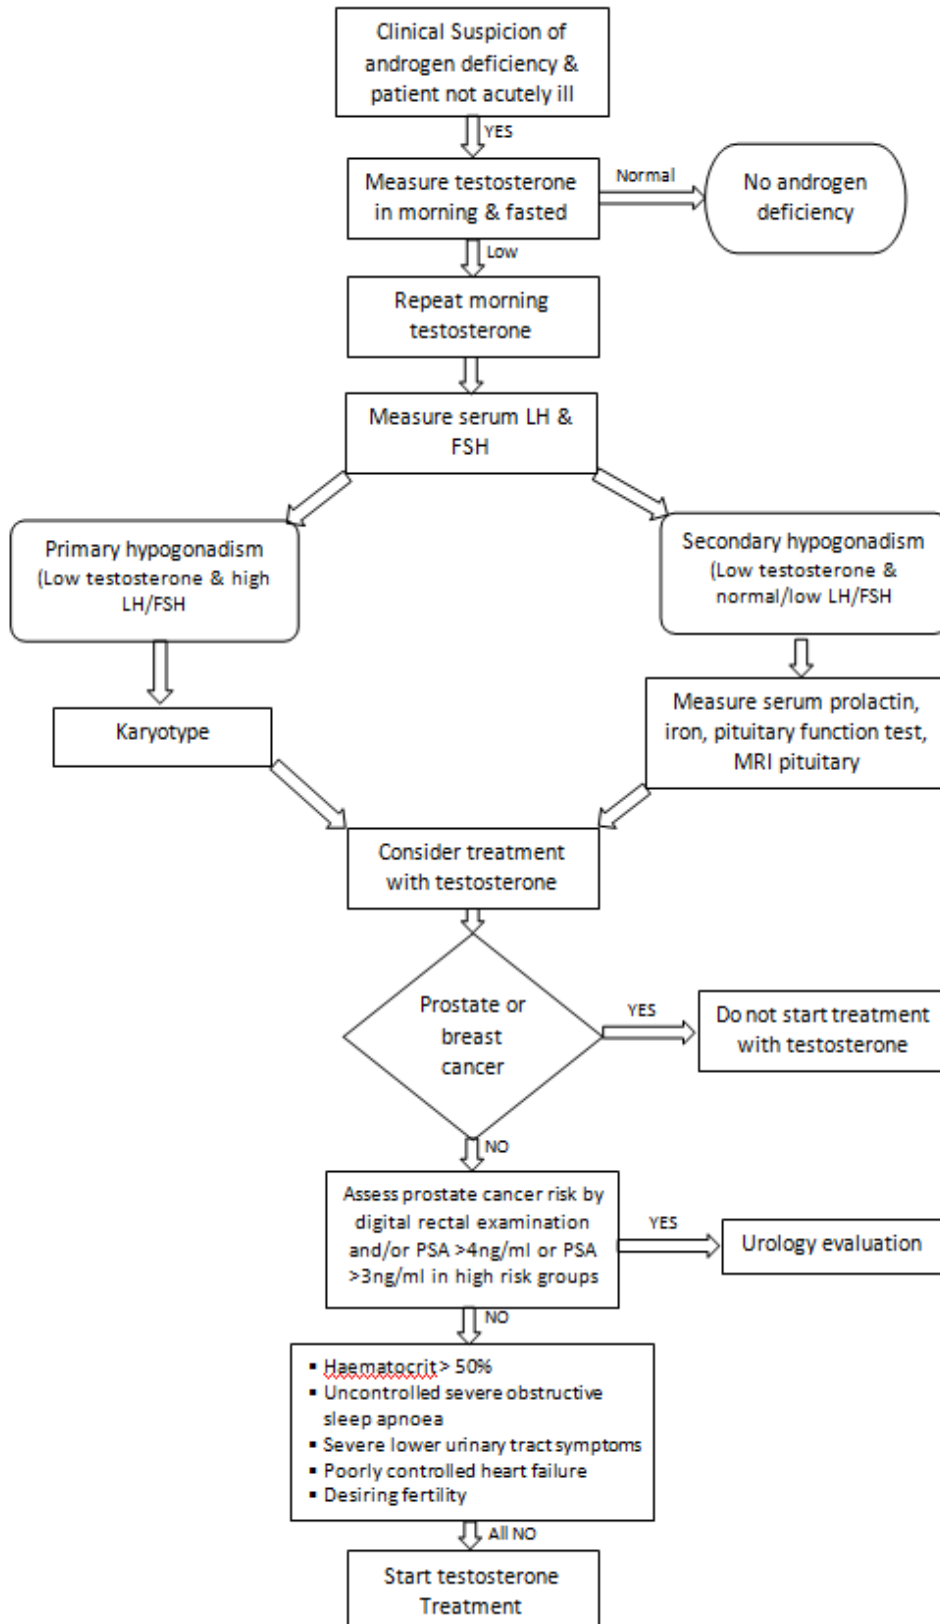 Clinical Suspicion of
androgen deficiency &
patient not acutely ill
YES
Measure testosterone
in morning & fasted
Normal
No androgen
deficiency
Low
Repeat morning
testosterone
Measure serum LH &
FSH
Primary hypogonadism
(Low testosterone & high
LH/FSH
Secondary hypogonadism
(Low testosterone &
normal/low LH/FSH
Karyotype
Measure serum prolactin,
iron, pituitary function test,
MRI pituitary
Consider treatment
with testosterone
Prostate or
breast
cancer
YES
Do not start treatment
with testosterone
NO
Assess prostate cancer risk by
digital rectal examination
and/or PSA >4ng/ml or PSA
>3ng/ml in high risk groups
YES
Urology evaluation
NO
▪ Haematocrit > 50%
▪ Uncontrolled severe obstructive
sleep apnoea
▪ Severe lower urinary tract symptoms
▪ Poorly controlled heart failure
▪ Desiring fertility
All NO
Start testosterone
Treatment